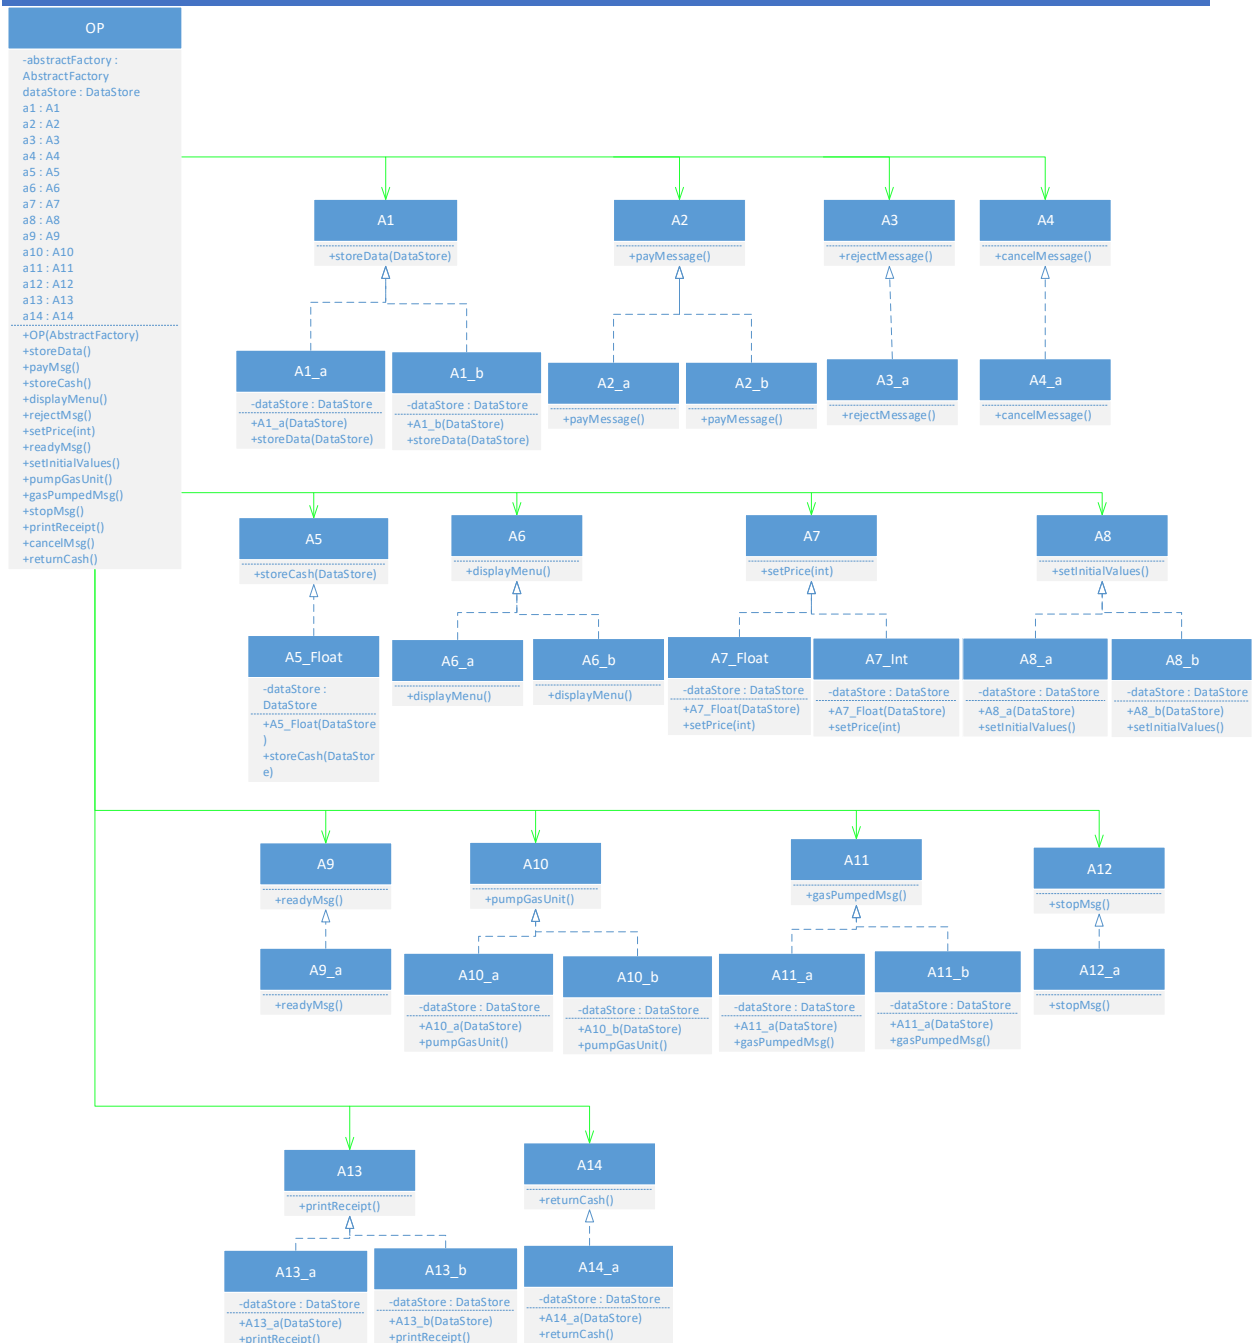 OP
-abstractFactory :
AbstractFactory
dataStore : DataStore
a1 : A1
a2 : A2
a3 : A3
a4 : A4
a5 : A5
a6 : A6
a7 : A7
a8 : A8
a9 : A9
a10 : A10
a11 : A11
a12 : A12
a13 : A13
a14 : A14
+OP(AbstractFactory)
+storeData()
+payMsg()
+storeCash()
+displayMenu()
+rejectMsg()
+setPrice(int)
+readyMsg()
+setInitialValues()
+pumpGasUnit()
+gasPumpedMsg()
+stopMsg()
+printReceipt()
+cancelMsg()
+returnCash()
A1
+storeData(DataStore)
A2
+payMessage()
A3
+rejectMessage()
A4
+cancelMessage()
A1_a
-dataStore : DataStore
+A1_a(DataStore)
+storeData(DataStore)
A1_b
-dataStore : DataStore
+A1_b(DataStore)
+storeData(DataStore)
A2_a
+payMessage()
A2_b
+payMessage()
A3_a
+rejectMessage()
A4_a
+cancelMessage()
A5
+storeCash(DataStore)
A6
+displayMenu()
A7
+setPrice(int)
A8
+setInitialValues()
A5_Float
-dataStore :
DataStore
+A5_Float(DataStore
)
+storeCash(DataStor
e)
A6_a
+displayMenu()
A6_b
+displayMenu()
A7_Float
-dataStore : DataStore
+A7_Float(DataStore)
+setPrice(int)
A7_Int
-dataStore : DataStore
+A7_Float(DataStore)
+setPrice(int)
A8_a
-dataStore : DataStore
+A8_a(DataStore)
+setInitialValues()
A8_b
-dataStore : DataStore
+A8_b(DataStore)
+setInitialValues()
A9
+readyMsg()
A10
+pumpGasUnit()
A11
+gasPumpedMsg()
A12
+stopMsg()
A9_a
+readyMsg()
A10_a
-dataStore : DataStore
+A10_a(DataStore)
+pumpGasUnit()
A10_b
-dataStore : DataStore
+A10_b(DataStore)
+pumpGasUnit()
A11_a
-dataStore : DataStore
+A11_a(DataStore)
+gasPumpedMsg()
A11_b
-dataStore : DataStore
+A11_a(DataStore)
+gasPumpedMsg()
A12_a
+stopMsg()
A13
+printReceipt()
A14
+returnCash()
A13_a
-dataStore : DataStore
+A13_a(DataStore)
+printReceipt()
A13_b
-dataStore : DataStore
+A13_b(DataStore)
+printReceipt()
A14_a
-dataStore : DataStore
+A14_a(DataStore)
+returnCash()